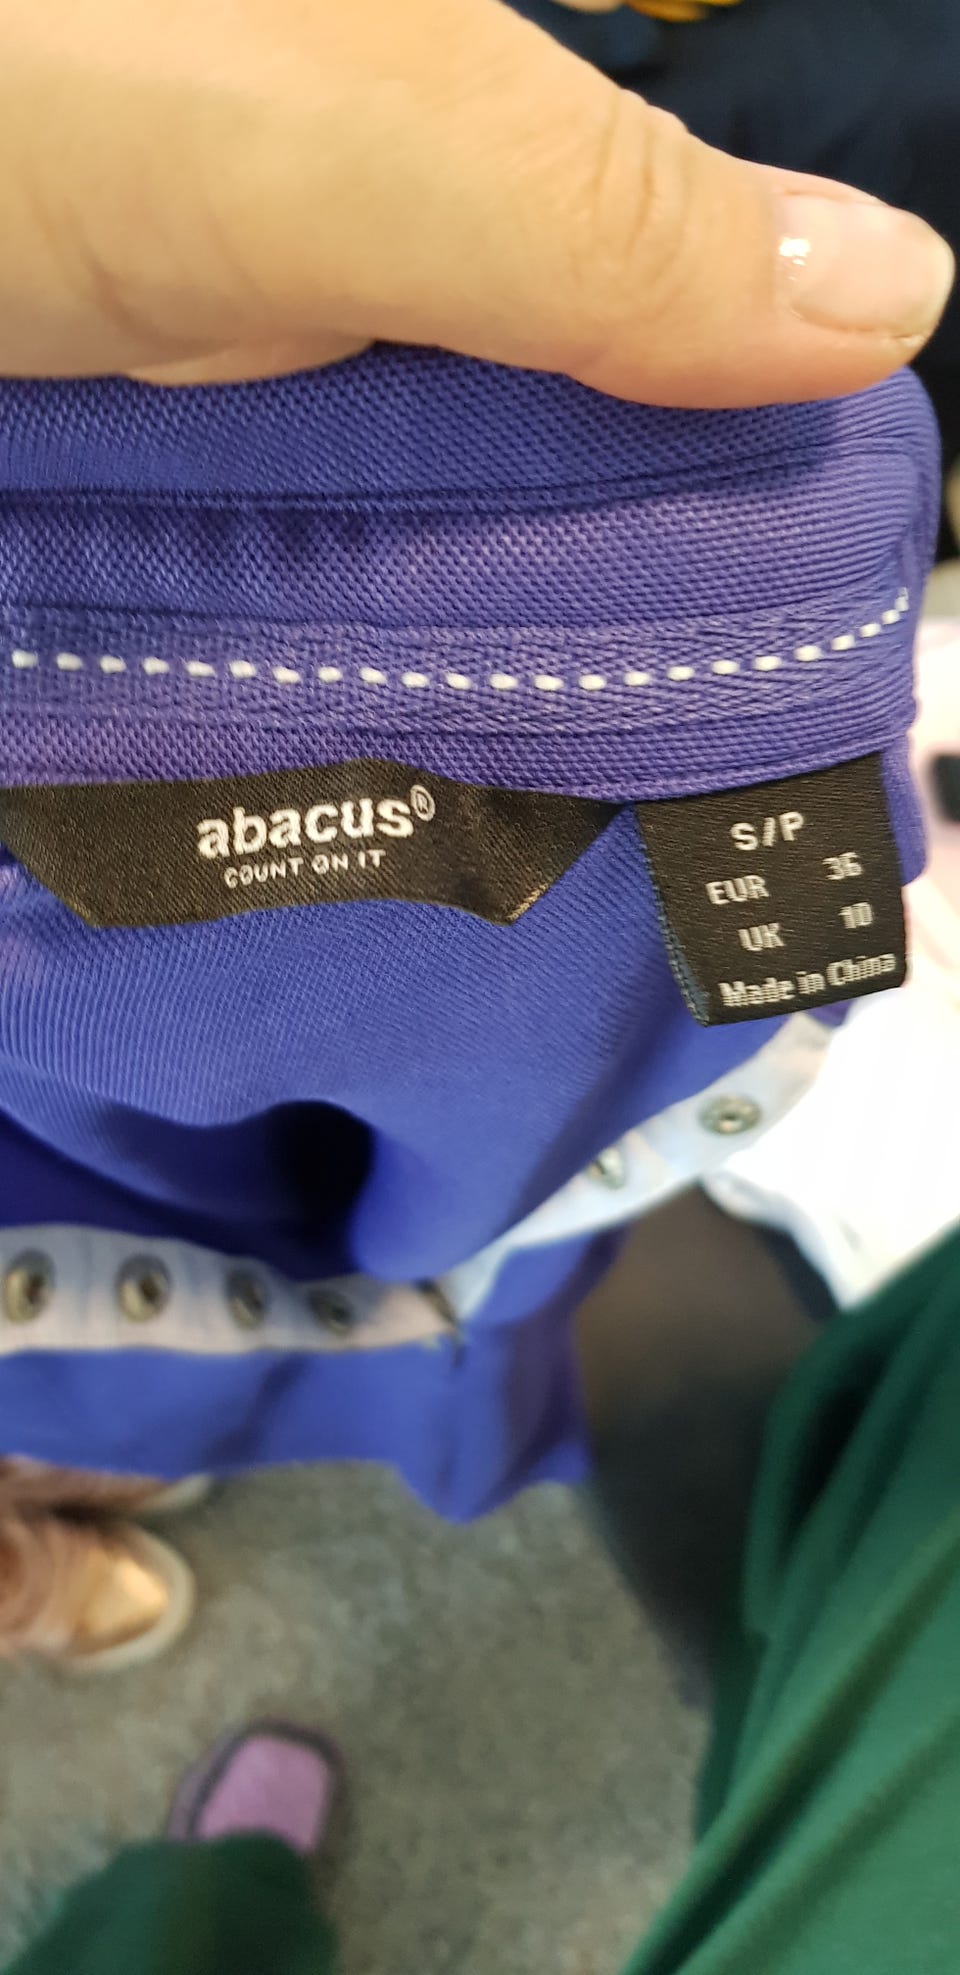 abacus®
COUNT ON IT
S/P
EUR 36
UK 10
Made in China